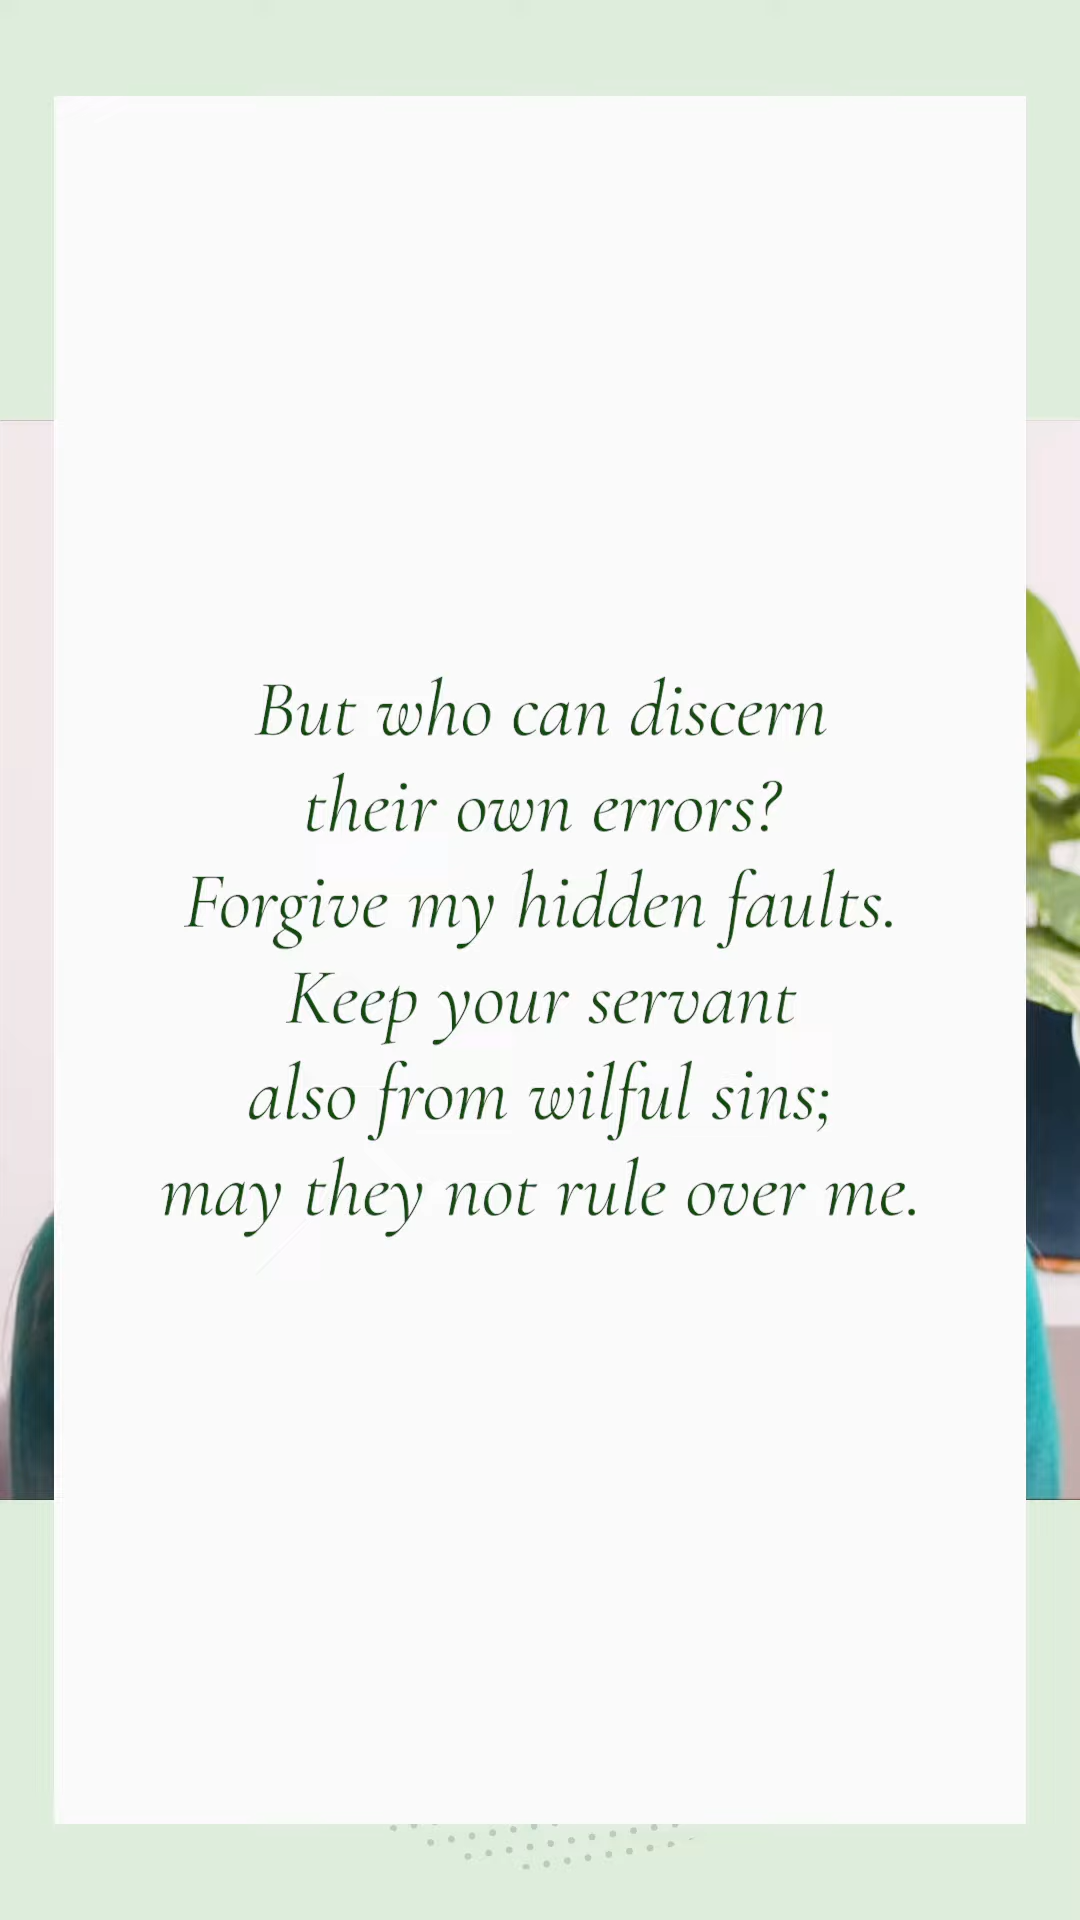 But who can discern
their own errors?
Forgive my hidden faults.
Keep your servant
also from wilful sins;
may they not rule over me.